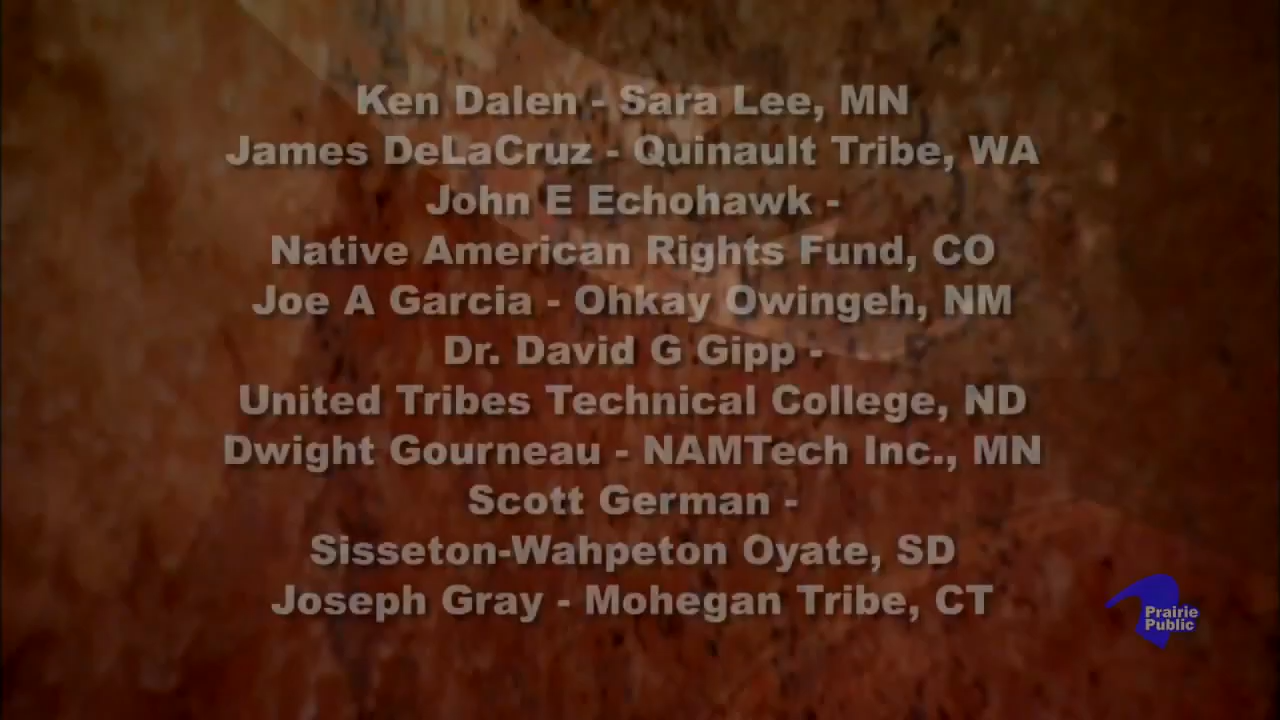 Ken Dalen - Sara Lee, MN
James DeLaCruz - Quinault Tribe, WA
John E Echohawk -
Native American Rights Fund, CO
Joe A Garcia - Ohkay Owingeh, NM
Dr. David G Gipp -
United Tribes Technical College, ND
Dwight Gourneau - NAMTech Inc., MN
Scott German -
Sisseton-Wahpeton Oyate, SD
Joseph Gray - Mohegan Tribe, CT
Prairie
Public